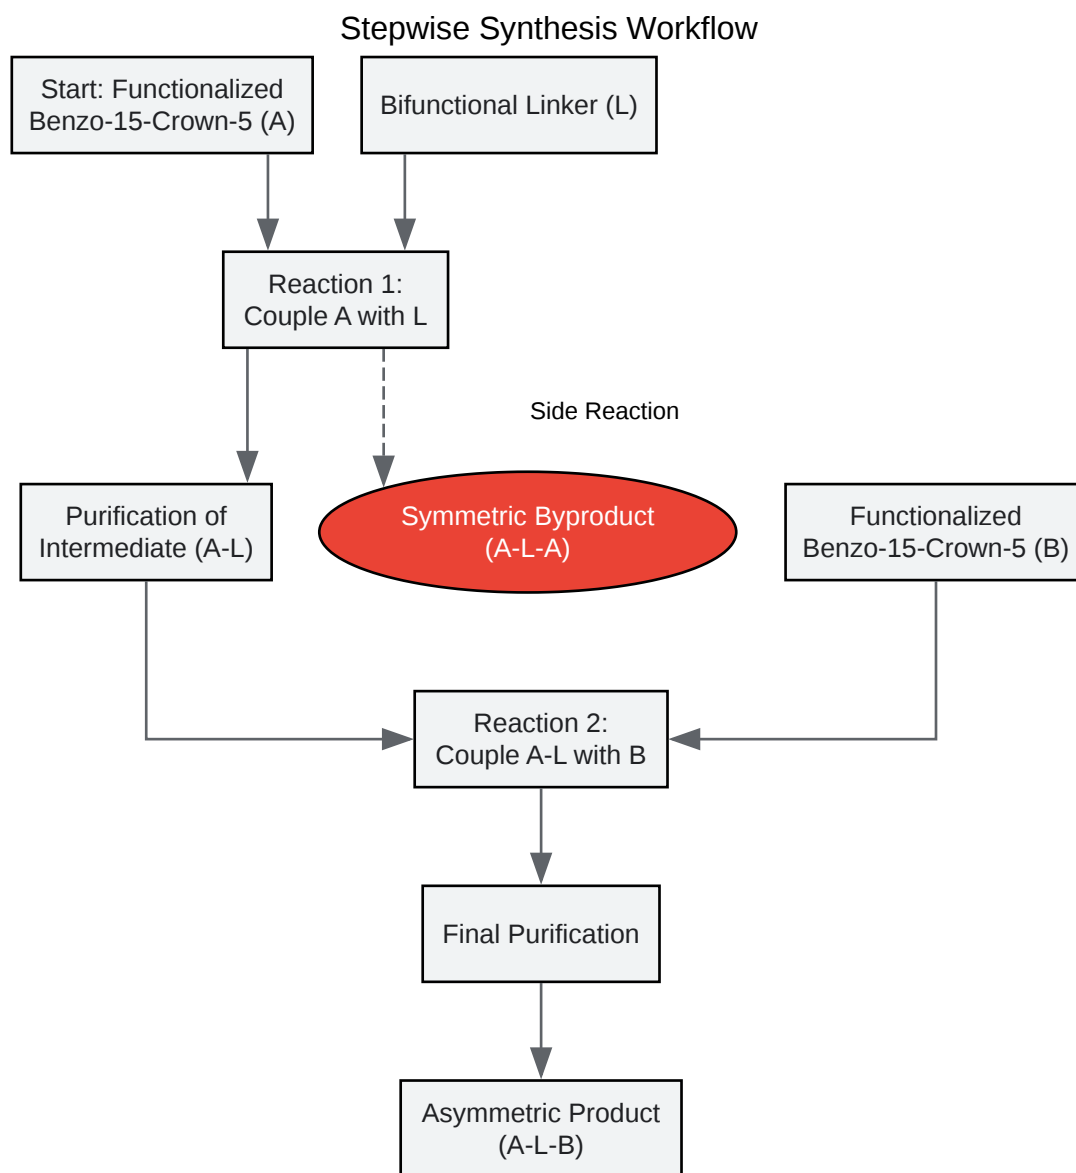 Stepwise Synthesis Workflow
Start: Functionalized
Benzo-15-Crown-5 (A)
Bifunctional Linker (L)
Reaction 1:
Couple A with L
Side Reaction
Purification of
Intermediate (A-L)
Symmetric Byproduct
(A-L-A)
Functionalized
Benzo-15-Crown-5 (B)
Reaction 2:
Couple A-L with B
Final Purification
Asymmetric Product
(A-L-B)